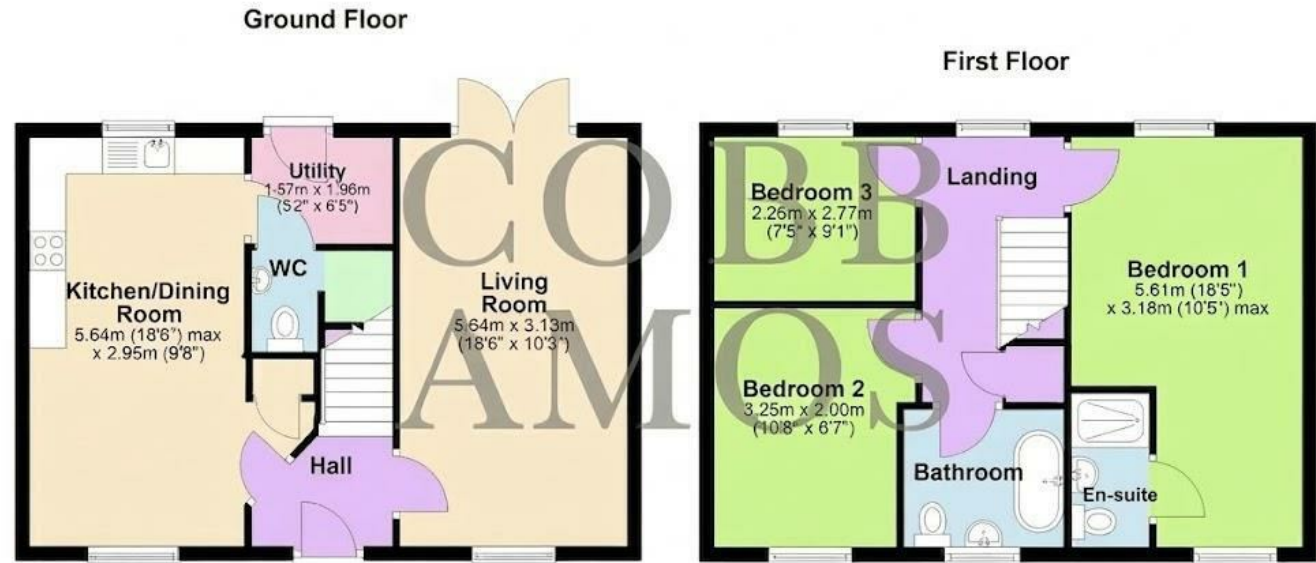 Ground Floor
First Floor
COBB
AMOS
Utility
1.57m x 1.96m
(5'2" x 6'5")
WC
Kitchen/Dining
Room
5.64m (18'6") max
x 2.95m (9'8")
Living
Room
5.64m x 3.13m
(18'6" x 10'3")
Hall
Bedroom 3
2.26m x 2.77m
(7'5" x 9'1")
Landing
Bedroom 1
5.61m (18'5")
x 3.18m (10'5") max
Bedroom 2
3.25m x 2.00m
(10'8" x 6'7")
Bathroom
En-suite